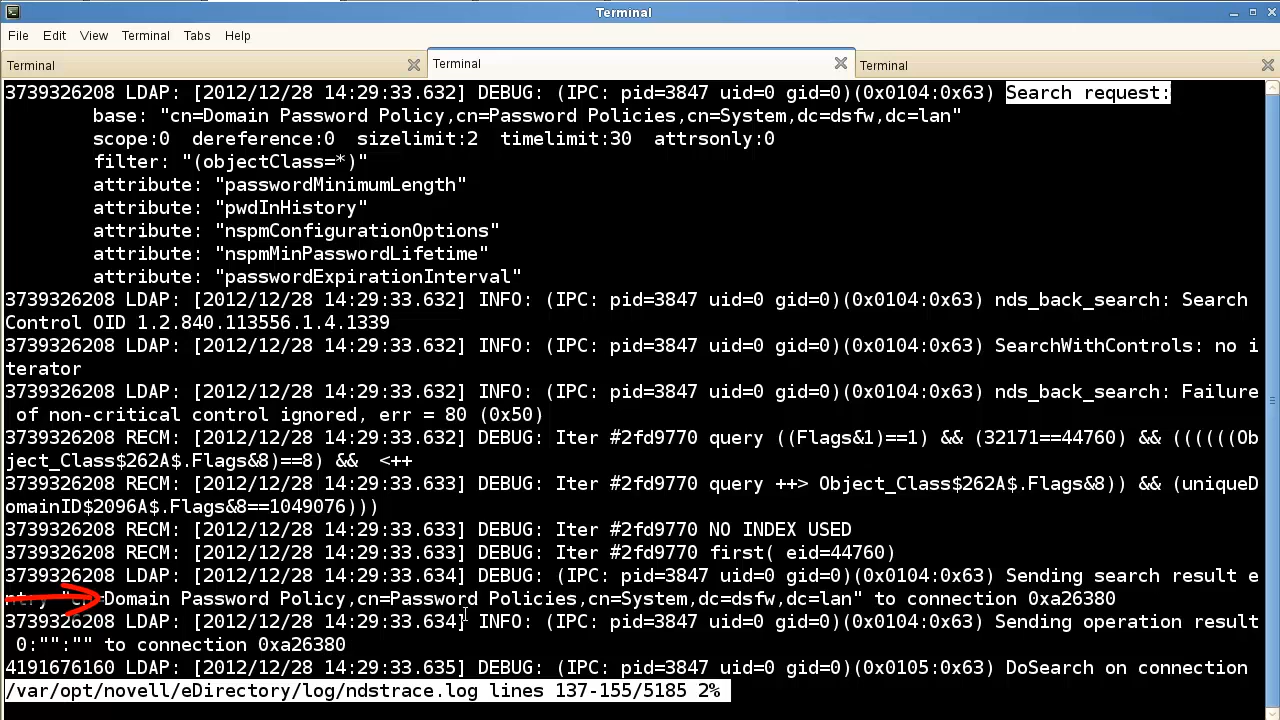 Terminal
File Edit View Terminal Tabs Help
Terminal Terminal Terminal
3739326208 LDAP: [2012/12/28 14:29:33.632] DEBUG: (IPC: pid=3847 uid=0 gid=0)(0x0104:0x63) Search request:
base: "cn=Domain Password Policy,cn=Password Policies,cn=System,dc=dsfw,dc=lan"
scope:0 dereference:0 sizelimit:2 timelimit:30 attrsonly:0
filter: "(objectClass=*)"
attribute: "passwordMinimumLength"
attribute: "pwdInHistory"
attribute: "nspmConfigurationOptions"
attribute: "nspmMinPasswordLifetime"
attribute: "passwordExpirationInterval"
3739326208 LDAP: [2012/12/28 14:29:33.632] INFO: (IPC: pid=3847 uid=0 gid=0)(0x0104:0x63) nds_back_search: Search
Control OID 1.2.840.113556.1.4.1339
3739326208 LDAP: [2012/12/28 14:29:33.632] INFO: (IPC: pid=3847 uid=0 gid=0)(0x0104:0x63) SearchWithControls: no i
terator
3739326208 LDAP: [2012/12/28 14:29:33.632] INFO: (IPC: pid=3847 uid=0 gid=0)(0x0104:0x63) nds_back_search: Failure
of non-critical control ignored, err = 80 (0x50)
3739326208 RECM: [2012/12/28 14:29:33.632] DEBUG: Iter #2fd9770 query ((Flags&1)==1) && (32171==44760) && ((((((Ob
ject_Class$262A$.Flags&8)==8) && <++
3739326208 RECM: [2012/12/28 14:29:33.633] DEBUG: Iter #2fd9770 query ++> Object_Class$262A$.Flags&8)) && (uniqueD
omainID$2096A$.Flags&8==1049076)))
3739326208 RECM: [2012/12/28 14:29:33.633] DEBUG: Iter #2fd9770 NO INDEX USED
3739326208 RECM: [2012/12/28 14:29:33.633] DEBUG: Iter #2fd9770 first( eid=44760)
3739326208 LDAP: [2012/12/28 14:29:33.634] DEBUG: (IPC: pid=3847 uid=0 gid=0)(0x0104:0x63) Sending search result e
ntry "cn=Domain Password Policy,cn=Password Policies,cn=System,dc=dsfw,dc=lan" to connection 0xa26380
3739326208 LDAP: [2012/12/28 14:29:33.634] INFO: (IPC: pid=3847 uid=0 gid=0)(0x0104:0x63) Sending operation result
0:"":"" to connection 0xa26380
4191676160 LDAP: [2012/12/28 14:29:33.635] DEBUG: (IPC: pid=3847 uid=0 gid=0)(0x0105:0x63) DoSearch on connection
/var/opt/novell/eDirectory/log/ndstrace.log lines 137-155/5185 2%